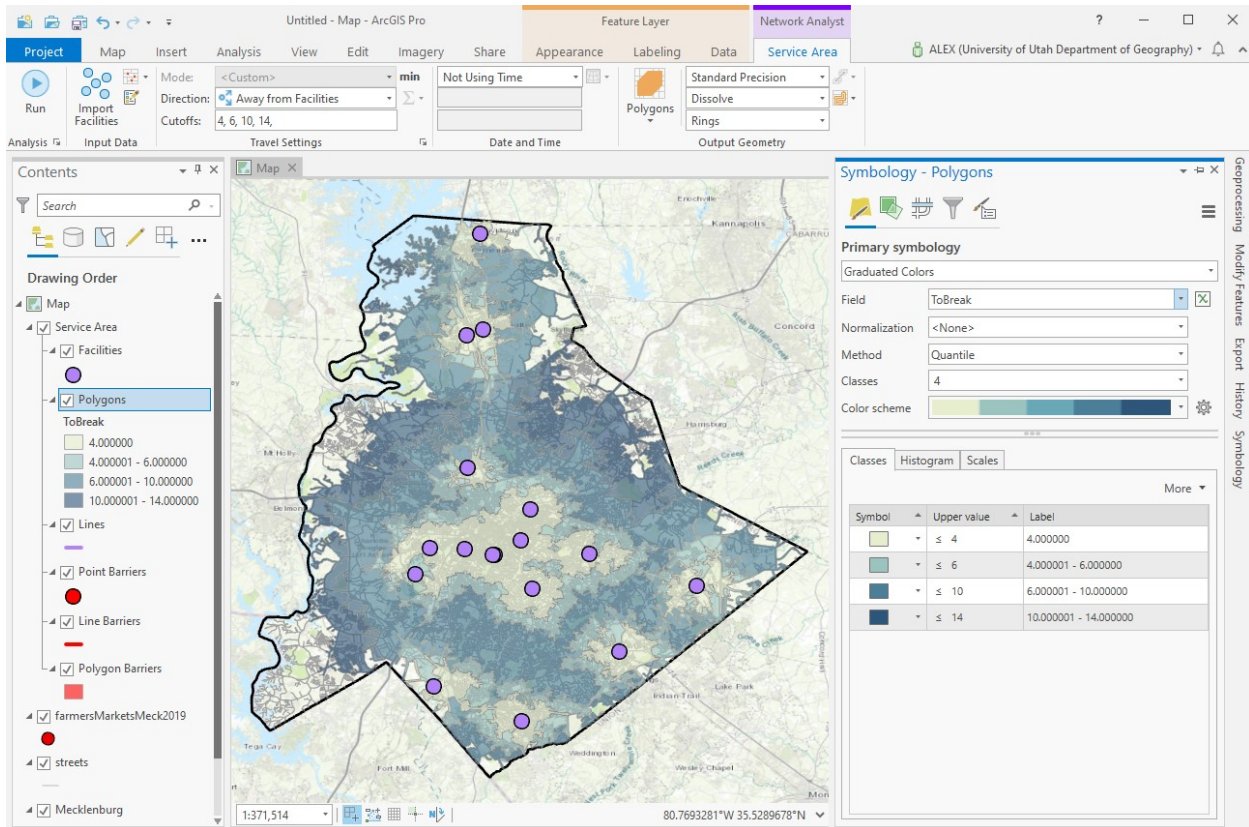 Untitled - Map - ArcGIS Pro
Feature Layer
Network Analyst
?
Project Map Insert Analysis View Edit Imagery Share Appearance Labeling Data Service Area
ALEX (University of Utah Department of Geography)
Run
Import
Facilities
Mode: <Custom> min
Direction: Away from Facilities
Cutoffs: 4, 6, 10, 14,
Not Using Time
Polygons
Standard Precision
Dissolve
Rings
Analysis Input Data Travel Settings Date and Time Output Geometry
Contents
Search
Drawing Order
Map
Service Area
Facilities
Polygons
ToBreak
4.000000
4.000001 - 6.000000
6.000001 - 10.000000
10.000001 - 14.000000
Lines
Point Barriers
Line Barriers
Polygon Barriers
farmersMarketsMeck2019
streets
Mecklenburg
Map
Enochville
Kannapolis
CABARRU
Concord
Harrisburg
Reedy Creek
Mt Holly
Belmont
Lake Park
Indian Trail
Tega Cay
Fort Mill
Weddington
Wesley Chapel
Mon
1:371,514
80.7693281°W 35.5289678°N
Symbology - Polygons
Primary symbology
Graduated Colors
Field ToBreak
Normalization <None>
Method Quantile
Classes 4
Color scheme
Classes Histogram Scales
More
Symbol Upper value Label
≤ 4 4.000000
≤ 6 4.000001 - 6.000000
≤ 10 6.000001 - 10.000000
≤ 14 10.000001 - 14.000000
Geoprocessing
Modify Features
Export
History
Symbology